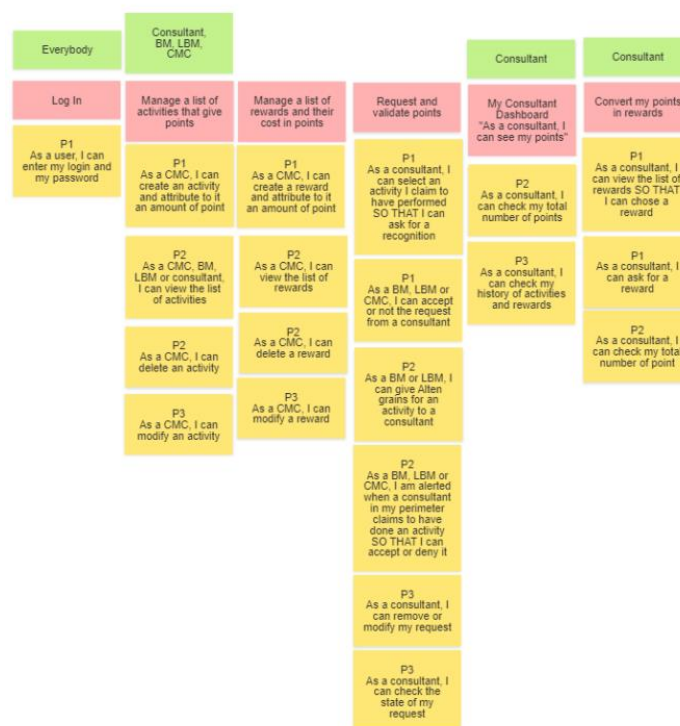 Everybody
Log In
P1
As a user, I can
enter my login and
my password
Consultant,
BM, LBM,
CMC
Manage a list of
activities that give
points
P1
As a CMC, I can
create an activity
and attribute to it
an amount of point
P2
As a CMC, BM,
LBM or consultant,
I can view the list
of activities
P2
As a CMC, I can
delete an activity
P3
As a CMC, I can
modify an activity
Manage a list of
rewards and their
cost in points
P1
As a CMC, I can
create a reward
and attribute to it
an amount of point
P2
As a CMC, I can
view the list of
rewards
P2
As a CMC, I can
delete a reward
P3
As a CMC, I can
modify a reward
Request and
validate points
P1
As a consultant, I
can select an
activity I claim to
have performed
SO THAT I can
ask for a
recognition
P1
As a BM, LBM or
CMC, I can accept
or not the request
from a consultant
P2
As a BM or LBM, I
can give Alten
grains for an
activity to a
consultant
P2
As a BM, LBM or
CMC, I am alerted
when a consultant
in my perimeter
claims to have
done an activity
SO THAT I can
accept or deny it
P3
As a consultant, I
can remove or
modify my request
P3
As a consultant, I
can check the
state of my
request
Consultant
My Consultant
Dashboard
"As a consultant, I
can see my points"
P2
As a consultant, I
can check my total
number of points
P3
As a consultant, I
can check my
history of activities
and rewards
Consultant
Convert my points
in rewards
P1
As a consultant, I
can view the list of
rewards SO THAT
I can chose a
reward
P1
As a consultant, I
can ask for a
reward
P2
As a consultant, I
can check my total
number of point